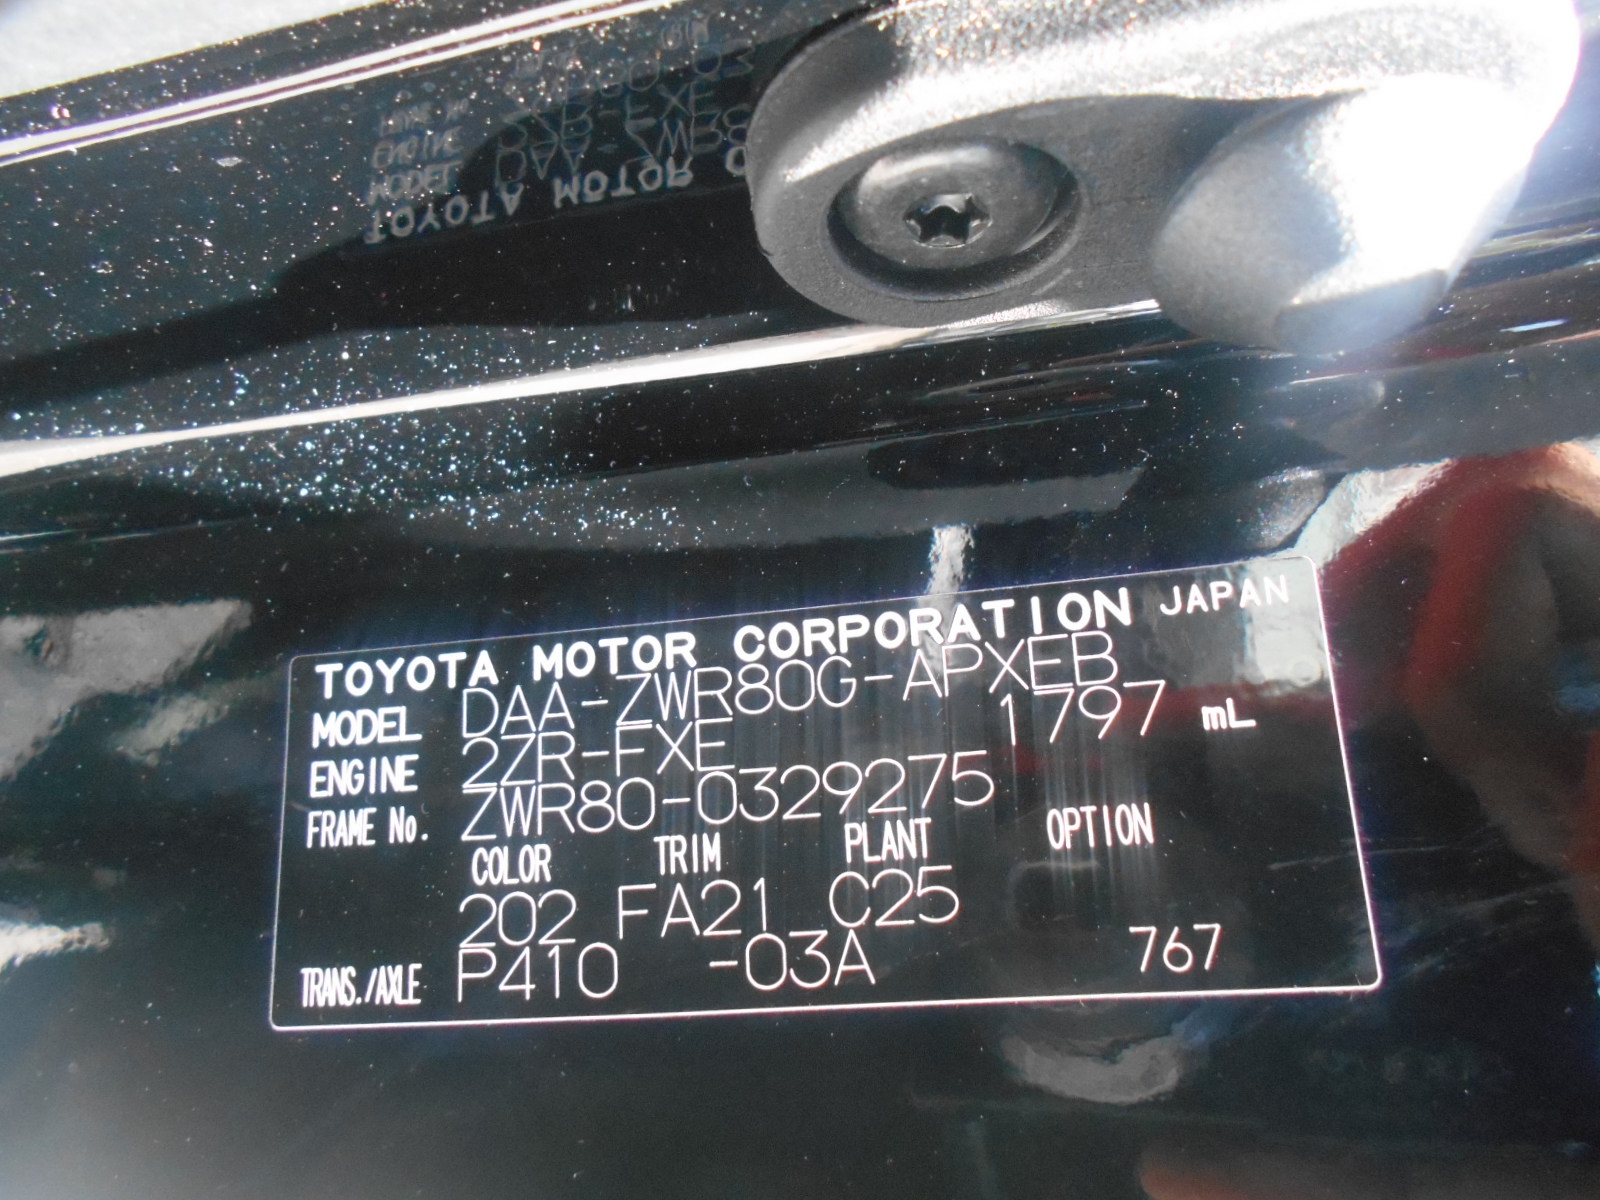 TOYOTA MOTOR CORPORATION JAPAN
MODEL DAA-ZWR80G-APXEB
ENGINE 2ZR-FXE 1797 mL
FRAME No. ZWR80-0329275
COLOR TRIM PLANT OPTION
202 FA21 C25
TRANS./AXLE P410 -03A 767